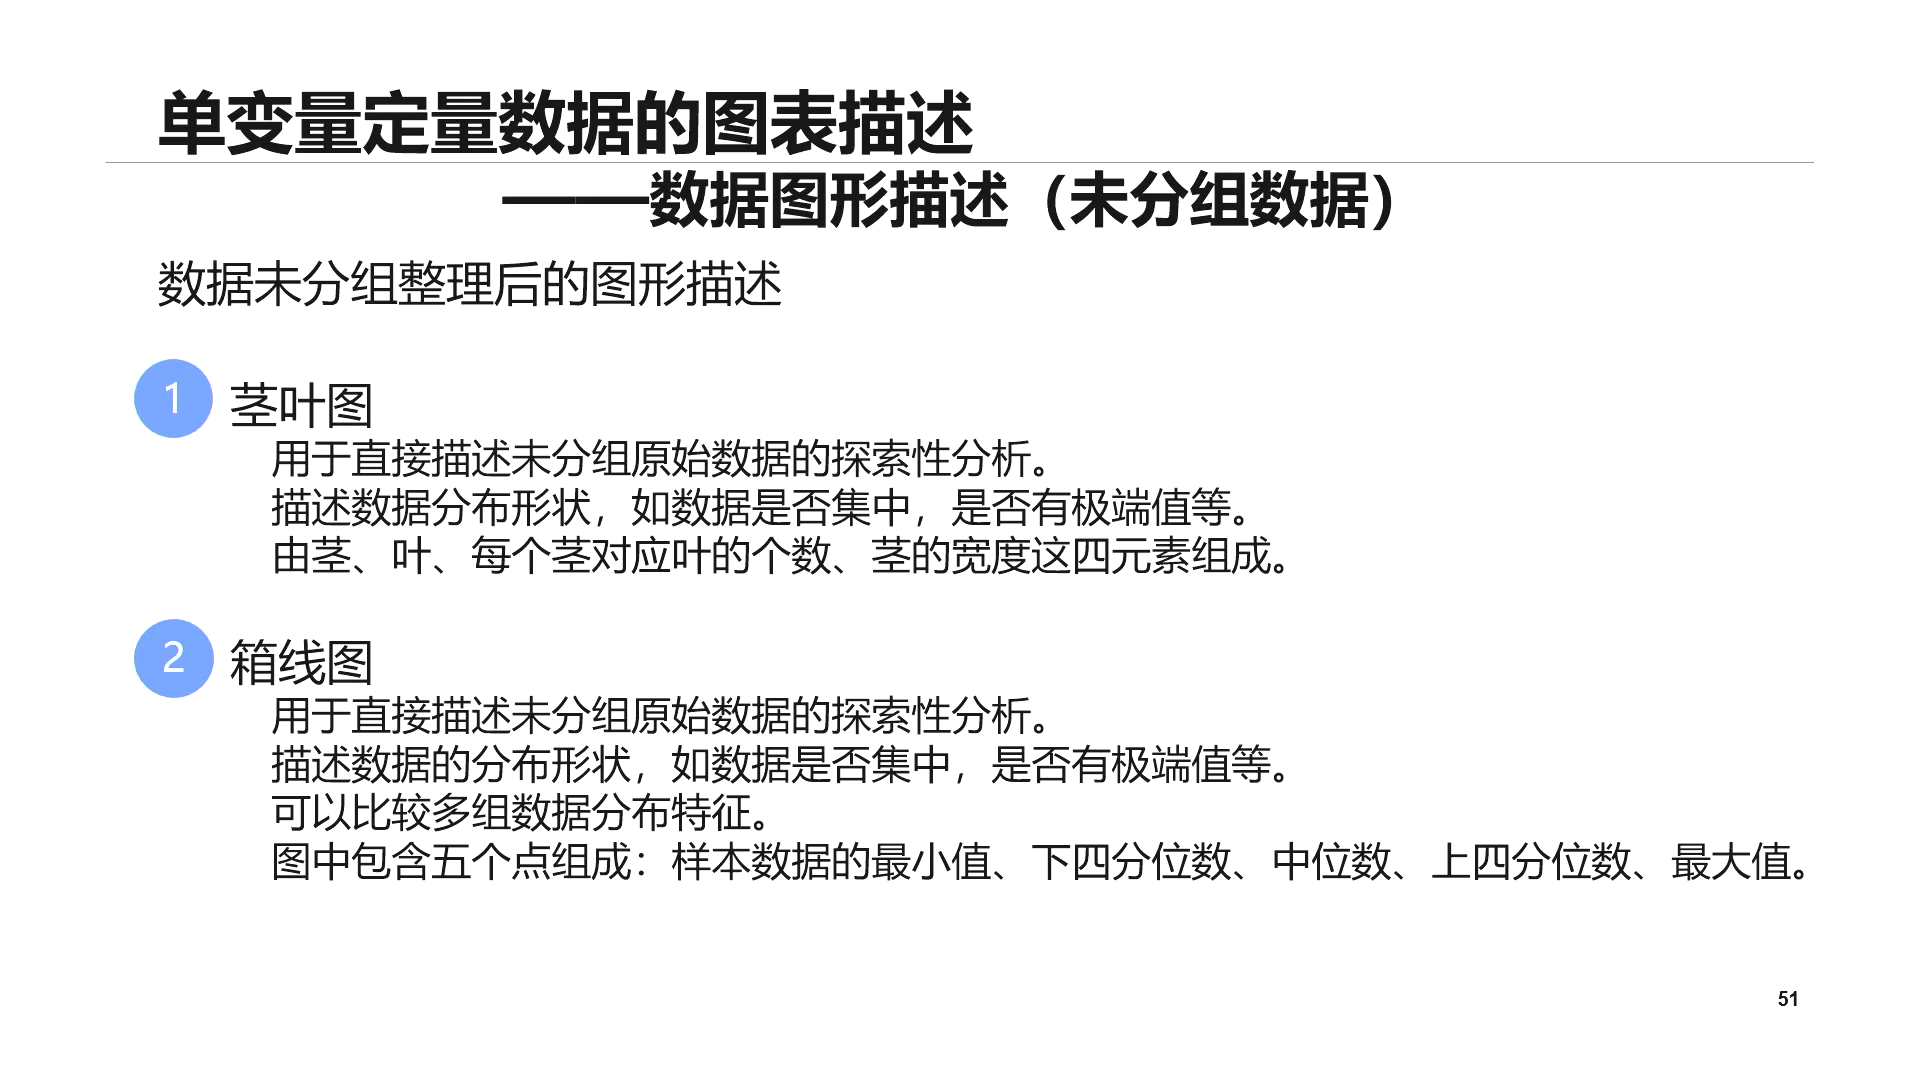 单变量定量数据的图表描述
——数据图形描述（未分组数据）
数据未分组整理后的图形描述
1 茎叶图
用于直接描述未分组原始数据的探索性分析。
描述数据分布形状，如数据是否集中，是否有极端值等。
由茎、叶、每个茎对应叶的个数、茎的宽度这四元素组成。
2 箱线图
用于直接描述未分组原始数据的探索性分析。
描述数据的分布形状，如数据是否集中，是否有极端值等。
可以比较多组数据分布特征。
图中包含五个点组成：样本数据的最小值、下四分位数、中位数、上四分位数、最大值。
51